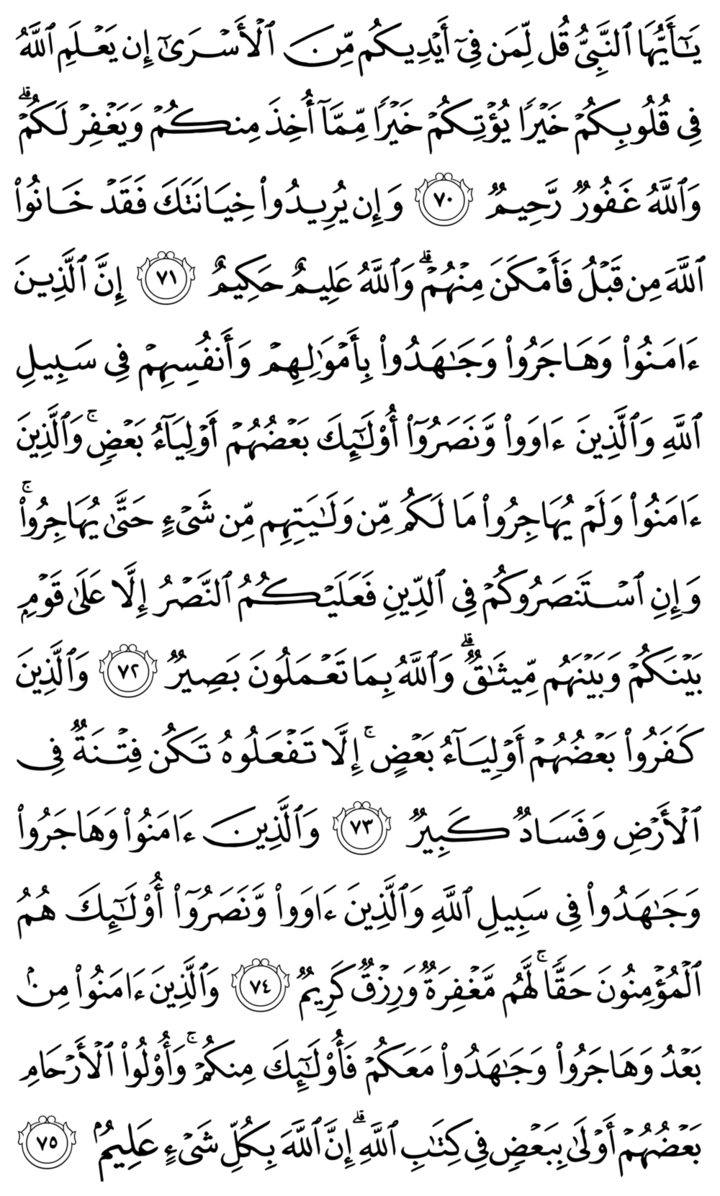 يَٰٓأَيُّهَا ٱلنَّبِىُّ قُل لِّمَن فِىٓ أَيْدِيكُم مِّنَ ٱلْأَسْرَىٰٓ إِن يَعْلَمِ ٱللَّهُ
فِى قُلُوبِكُمْ خَيْرًا يُؤْتِكُمْ خَيْرًا مِّمَّآ أُخِذَ مِنكُمْ وَيَغْفِرْ لَكُمْ ۗ
وَٱللَّهُ غَفُورٌ رَّحِيمٌ ٧٠ وَإِن يُرِيدُوا۟ خِيَانَتَكَ فَقَدْ خَانُوا۟
ٱللَّهَ مِن قَبْلُ فَأَمْكَنَ مِنْهُمْ ۗ وَٱللَّهُ عَلِيمٌ حَكِيمٌ ٧١ إِنَّ ٱلَّذِينَ
ءَامَنُوا۟ وَهَاجَرُوا۟ وَجَٰهَدُوا۟ بِأَمْوَٰلِهِمْ وَأَنفُسِهِمْ فِى سَبِيلِ
ٱللَّهِ وَٱلَّذِينَ ءَاوَوا۟ وَّنَصَرُوٓا۟ أُو۟لَٰٓئِكَ بَعْضُهُمْ أَوْلِيَآءُ بَعْضٍ ۚ وَٱلَّذِينَ
ءَامَنُوا۟ وَلَمْ يُهَاجِرُوا۟ مَا لَكُم مِّن وَلَٰيَتِهِم مِّن شَىْءٍ حَتَّىٰ يُهَاجِرُوا۟ ۚ
وَإِنِ ٱسْتَنصَرُوكُمْ فِى ٱلدِّينِ فَعَلَيْكُمُ ٱلنَّصْرُ إِلَّا عَلَىٰ قَوْمٍۭ
بَيْنَكُمْ وَبَيْنَهُم مِّيثَٰقٌ ۗ وَٱللَّهُ بِمَا تَعْمَلُونَ بَصِيرٌ ٧٢ وَٱلَّذِينَ
كَفَرُوا۟ بَعْضُهُمْ أَوْلِيَآءُ بَعْضٍ ۚ إِلَّا تَفْعَلُوهُ تَكُن فِتْنَةٌ فِى
ٱلْأَرْضِ وَفَسَادٌ كَبِيرٌ ٧٣ وَٱلَّذِينَ ءَامَنُوا۟ وَهَاجَرُوا۟
وَجَٰهَدُوا۟ فِى سَبِيلِ ٱللَّهِ وَٱلَّذِينَ ءَاوَوا۟ وَّنَصَرُوٓا۟ أُو۟لَٰٓئِكَ هُمُ
ٱلْمُؤْمِنُونَ حَقًّا ۚ لَّهُم مَّغْفِرَةٌ وَرِزْقٌ كَرِيمٌ ٧٤ وَٱلَّذِينَ ءَامَنُوا۟ مِنۢ
بَعْدُ وَهَاجَرُوا۟ وَجَٰهَدُوا۟ مَعَكُمْ فَأُو۟لَٰٓئِكَ مِنكُمْ ۚ وَأُو۟لُوا۟ ٱلْأَرْحَامِ
بَعْضُهُمْ أَوْلَىٰ بِبَعْضٍ فِى كِتَٰبِ ٱللَّهِ ۗ إِنَّ ٱللَّهَ بِكُلِّ شَىْءٍ عَلِيمٌۢ ٧٥